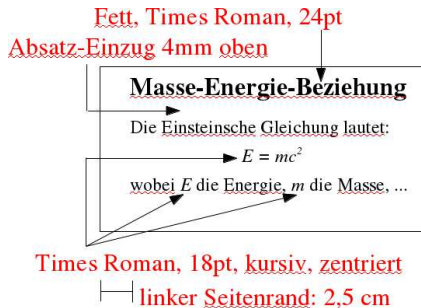 Fett, Times Roman, 24pt
Absatz-Einzug 4mm oben
Masse-Energie-Beziehung
Die Einsteinsche Gleichung lautet:
E = mc²
wobei E die Energie, m die Masse, ...
Times Roman, 18pt, kursiv, zentriert
linker Seitenrand: 2,5 cm